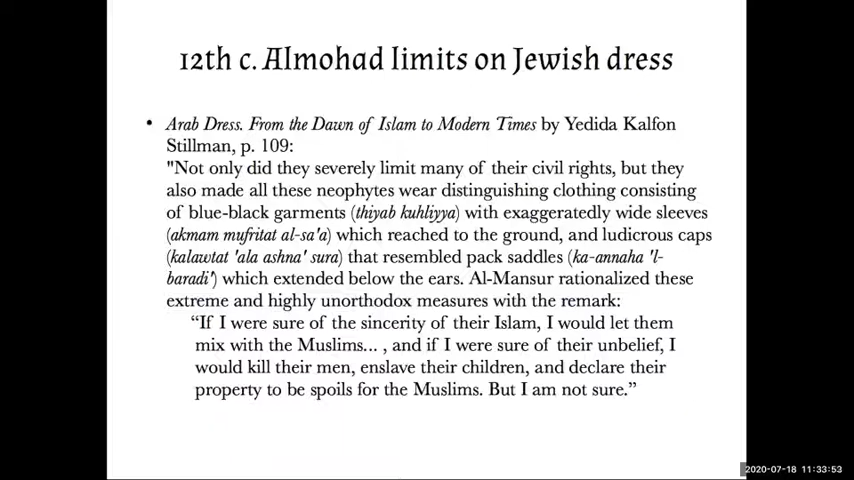 12th c. Almohad limits on Jewish dress
• Arab Dress. From the Dawn of Islam to Modern Times by Yedida Kalfon
Stillman, p. 109:
"Not only did they severely limit many of their civil rights, but they
also made all these neophytes wear distinguishing clothing consisting
of blue-black garments (thiyab kuhliyya) with exaggeratedly wide sleeves
(akmam mufritat al-sa'a) which reached to the ground, and ludicrous caps
(kalawtat 'ala ashna' sura) that resembled pack saddles (ka-annaha 'l-
baradi') which extended below the ears. Al-Mansur rationalized these
extreme and highly unorthodox measures with the remark:
“If I were sure of the sincerity of their Islam, I would let them
mix with the Muslims... , and if I were sure of their unbelief, I
would kill their men, enslave their children, and declare their
property to be spoils for the Muslims. But I am not sure.”
2020-07-18 11:33:53